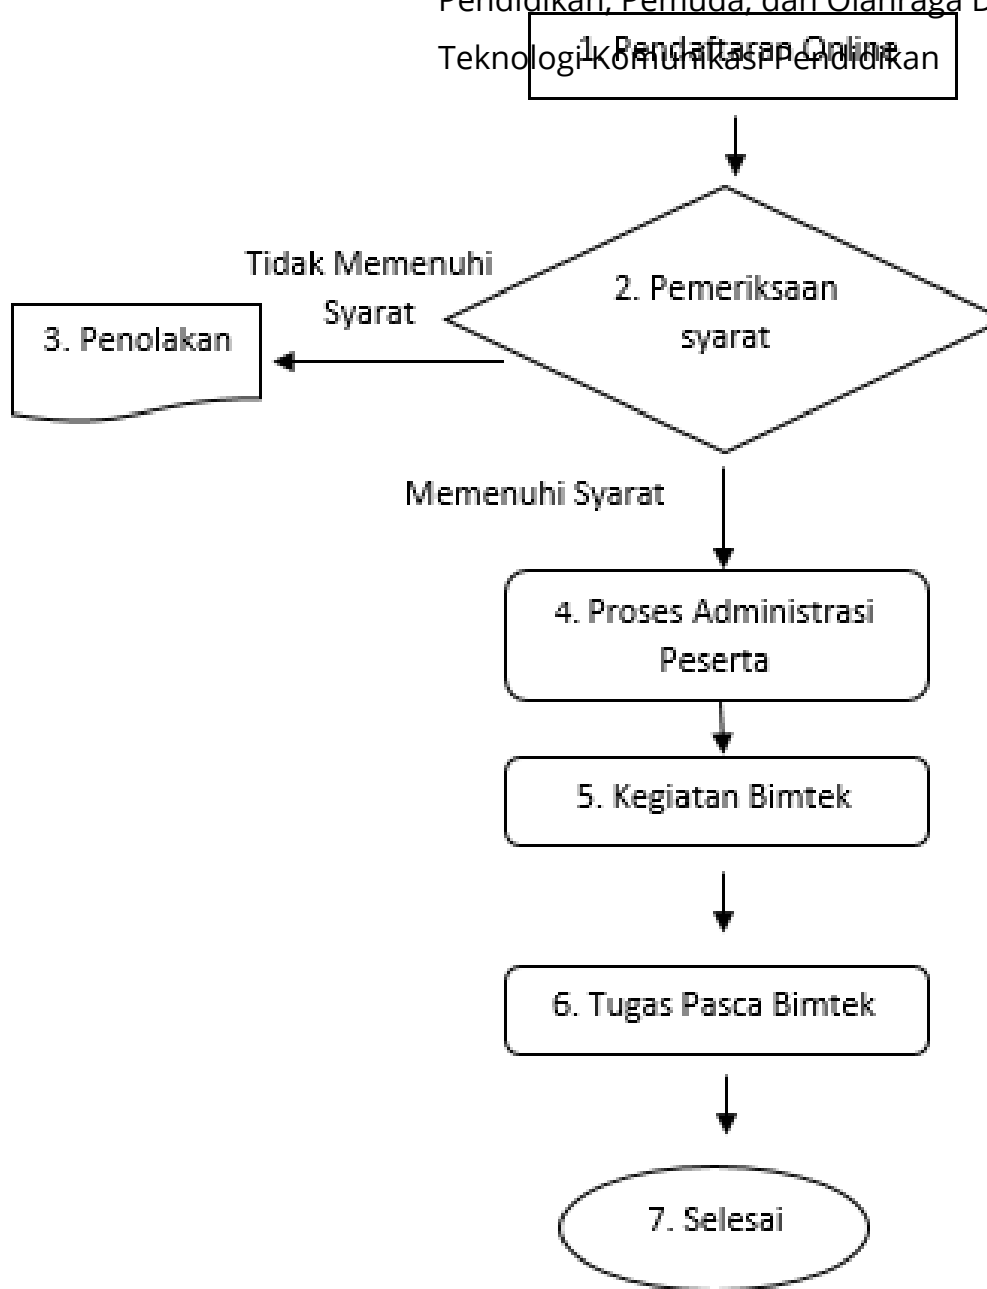 Pendidikan, Pemuda, dan Olahraga D
1. Pendaftaran Online
Teknologi Komunikasi Pendidikan
Tidak Memenuhi
Syarat
2. Pemeriksaan
syarat
3. Penolakan
Memenuhi Syarat
4. Proses Administrasi
Peserta
5. Kegiatan Bimtek
6. Tugas Pasca Bimtek
7. Selesai